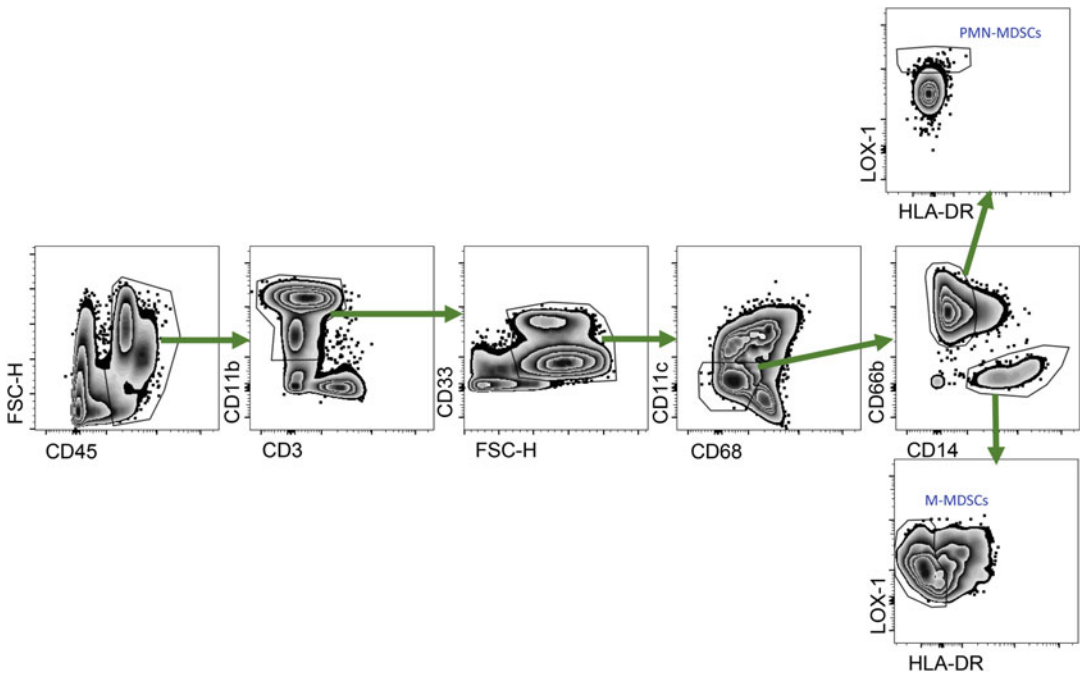 PMN-MDSCs
LOX-1
HLA-DR
FSC-H
CD45
CD11b
CD3
CD33
FSC-H
CD11c
CD68
CD66b
CD14
M-MDSCs
LOX-1
HLA-DR